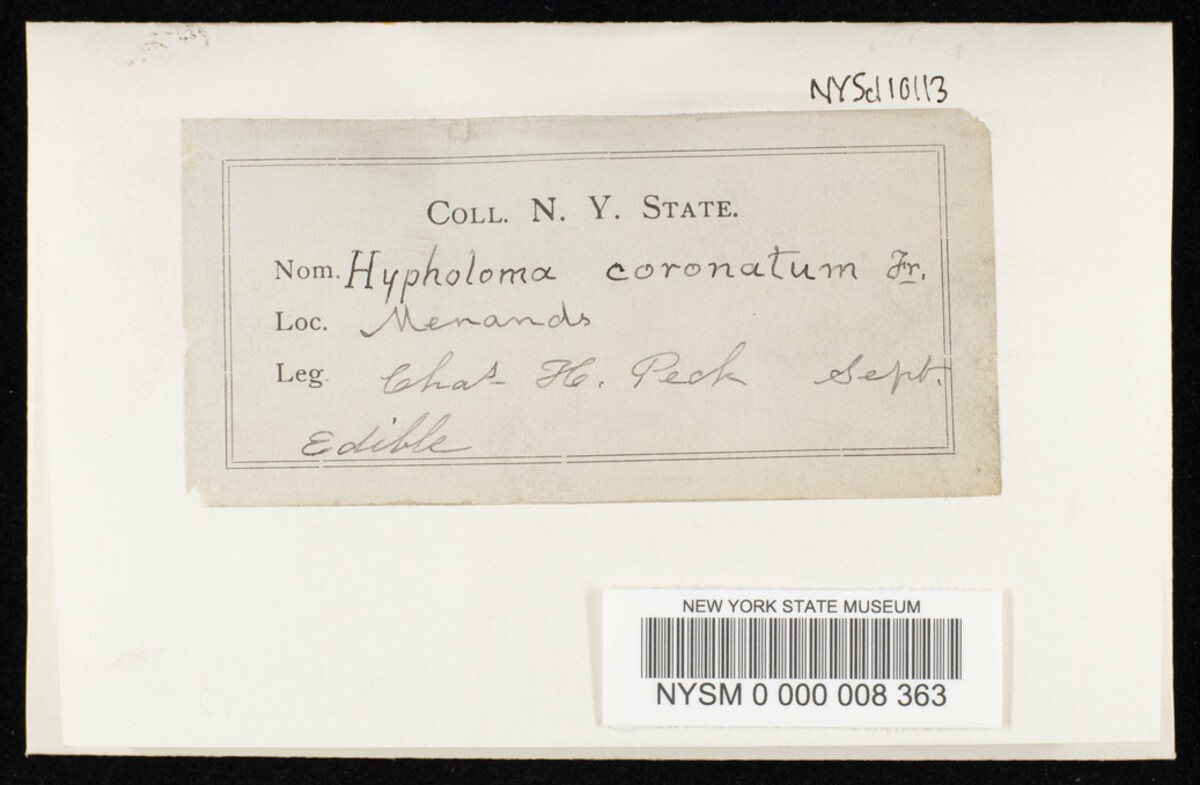 NYSd10113
COLL. N. Y. STATE.
Nom. Hypholoma coronatum Fr.
Loc. Menands
Leg. Chas. H. Peck Sept.
Edible
NEW YORK STATE MUSEUM
NYSM 0 000 008 363